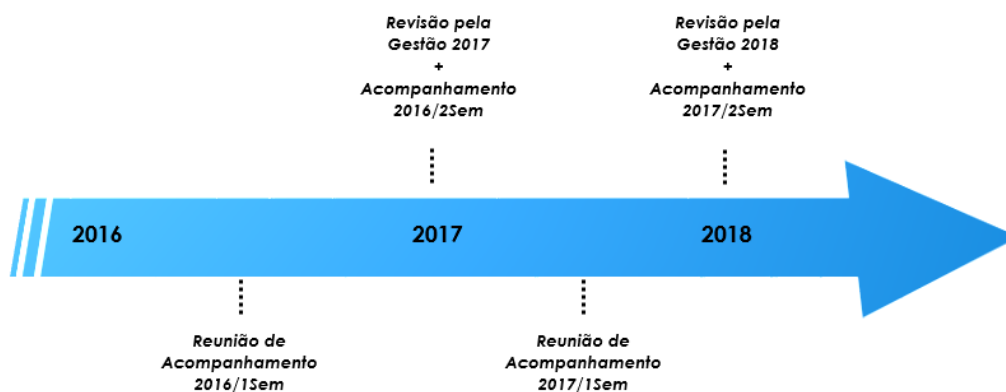 Revisão pela
Gestão 2017
+
Acompanhamento
2016/2Sem
Revisão pela
Gestão 2018
+
Acompanhamento
2017/2Sem
2016
2017
2018
Reunião de
Acompanhamento
2016/1Sem
Reunião de
Acompanhamento
2017/1Sem